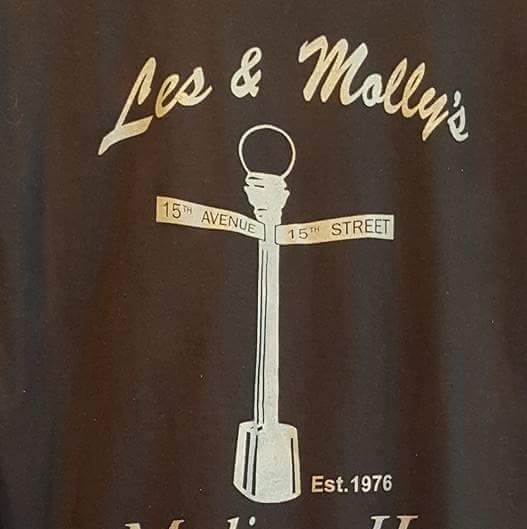 Les & Molly's
15TH AVENUE
15TH STREET
Est.1976